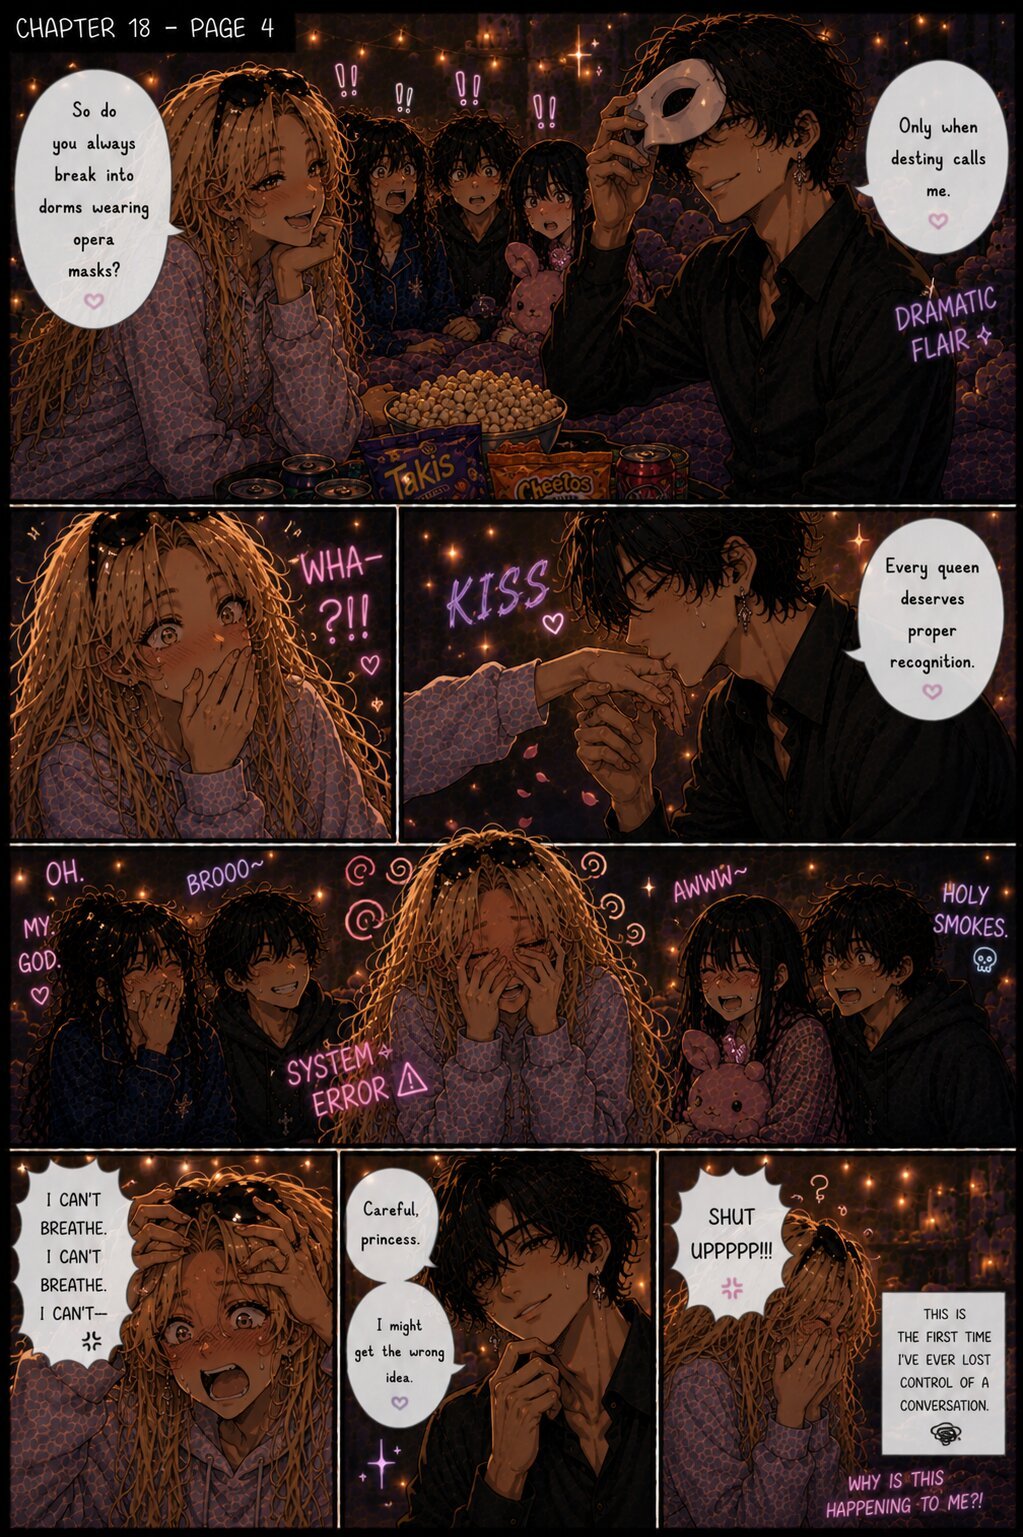 CHAPTER 18 - PAGE 4
So do
you always
break into
dorms wearing
opera
masks?
!!
!!
!!
!!
Only when
destiny calls
me.
DRAMATIC
FLAIR
Takis
Cheetos
WHA-
?!!
KISS
Every queen
deserves
proper
recognition.
OH.
MY.
GOD.
BROOO~
SYSTEM
ERROR
AWWW~
HOLY
SMOKES.
I CAN'T
BREATHE.
I CAN'T
BREATHE.
I CAN'T—
Careful,
princess.
I might
get the wrong
idea.
SHUT
UPPPPP!!!
?
THIS IS
THE FIRST TIME
I'VE EVER LOST
CONTROL OF A
CONVERSATION.
WHY IS THIS
HAPPENING TO ME?!